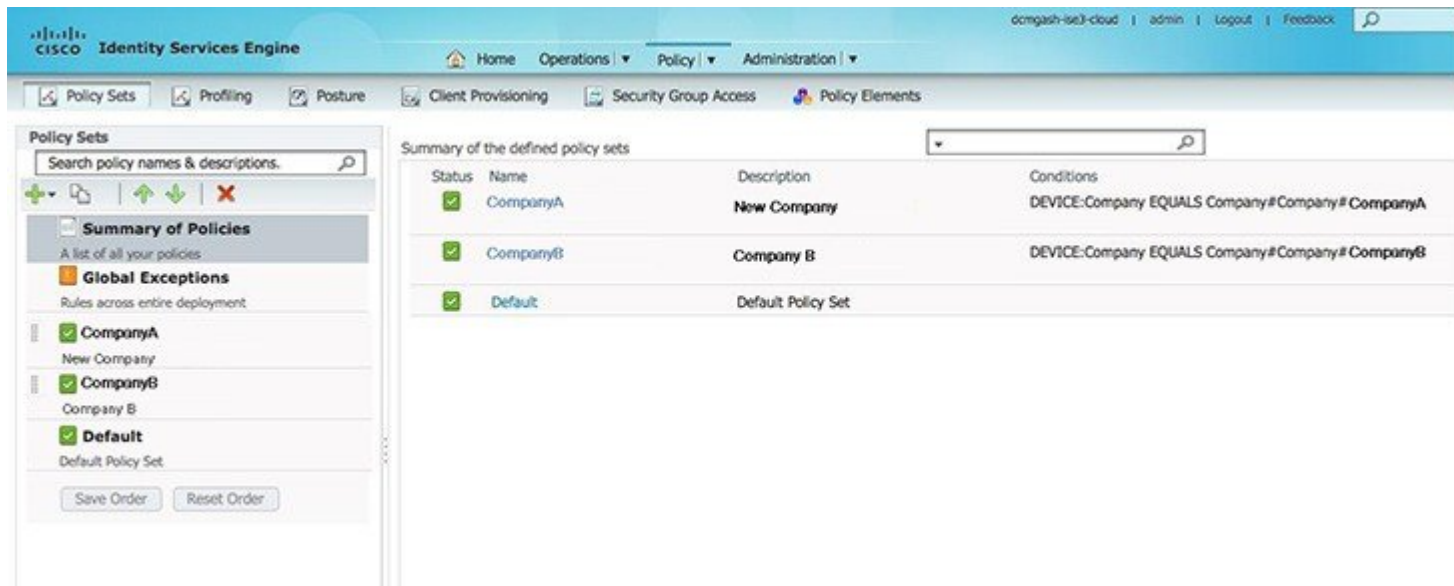 dcmgash-ise3-cloud | admin | Logout | Feedback
CISCO Identity Services Engine
Home Operations | Policy | Administration |
Policy Sets Profiling Posture Client Provisioning Security Group Access Policy Elements
Policy Sets
Search policy names & descriptions.
Summary of Policies
A list of all your policies
Global Exceptions
Rules across entire deployment
CompanyA
New Company
CompanyB
Company B
Default
Default Policy Set
Save Order Reset Order
Summary of the defined policy sets
Status Name Description Conditions
CompanyA New Company DEVICE:Company EQUALS Company#Company#CompanyA
CompanyB Company B DEVICE:Company EQUALS Company#Company#CompanyB
Default Default Policy Set